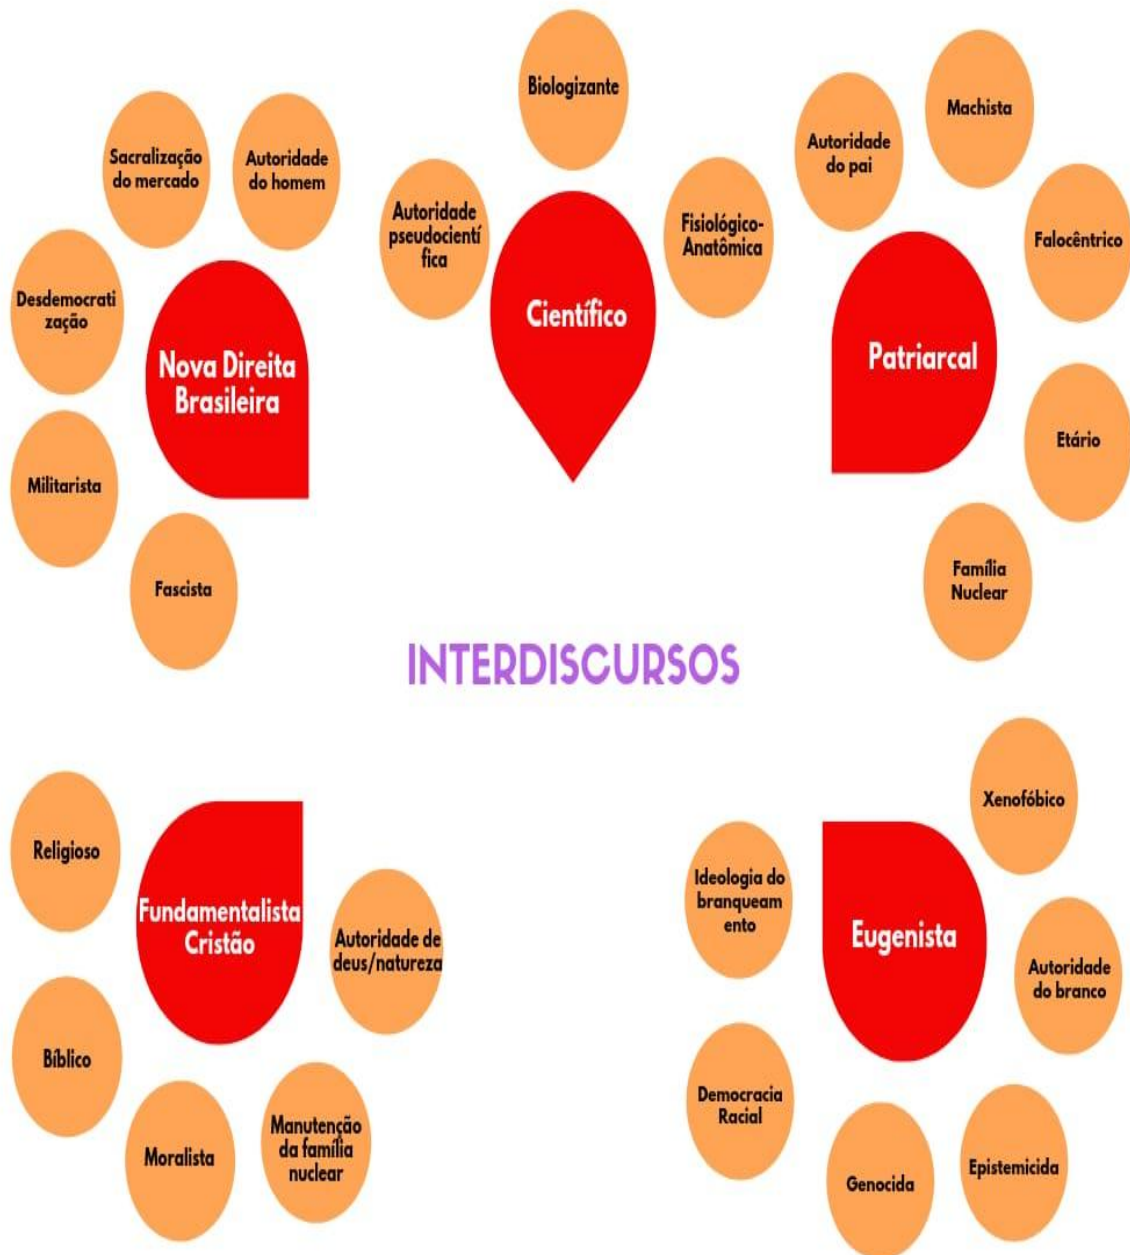 Sacralização
do mercado
Autoridade
do homem
Desdemocrati
zação
Nova Direita
Brasileira
Militarista
Fascista
Biologizante
Autoridade
pseudocientí
fica
Fisiológico-
Anatômica
Científico
Autoridade
do pai
Machista
Falocêntrico
Patriarcal
Etário
Família
Nuclear
INTERDISCURSOS
Religioso
Fundamentalista
Cristão
Autoridade de
deus/natureza
Bíblico
Moralista
Manutenção
da família
nuclear
Xenofóbico
Ideologia do
branqueam
ento
Eugenista
Autoridade
do branco
Democracia
Racial
Genocida
Epistemicida